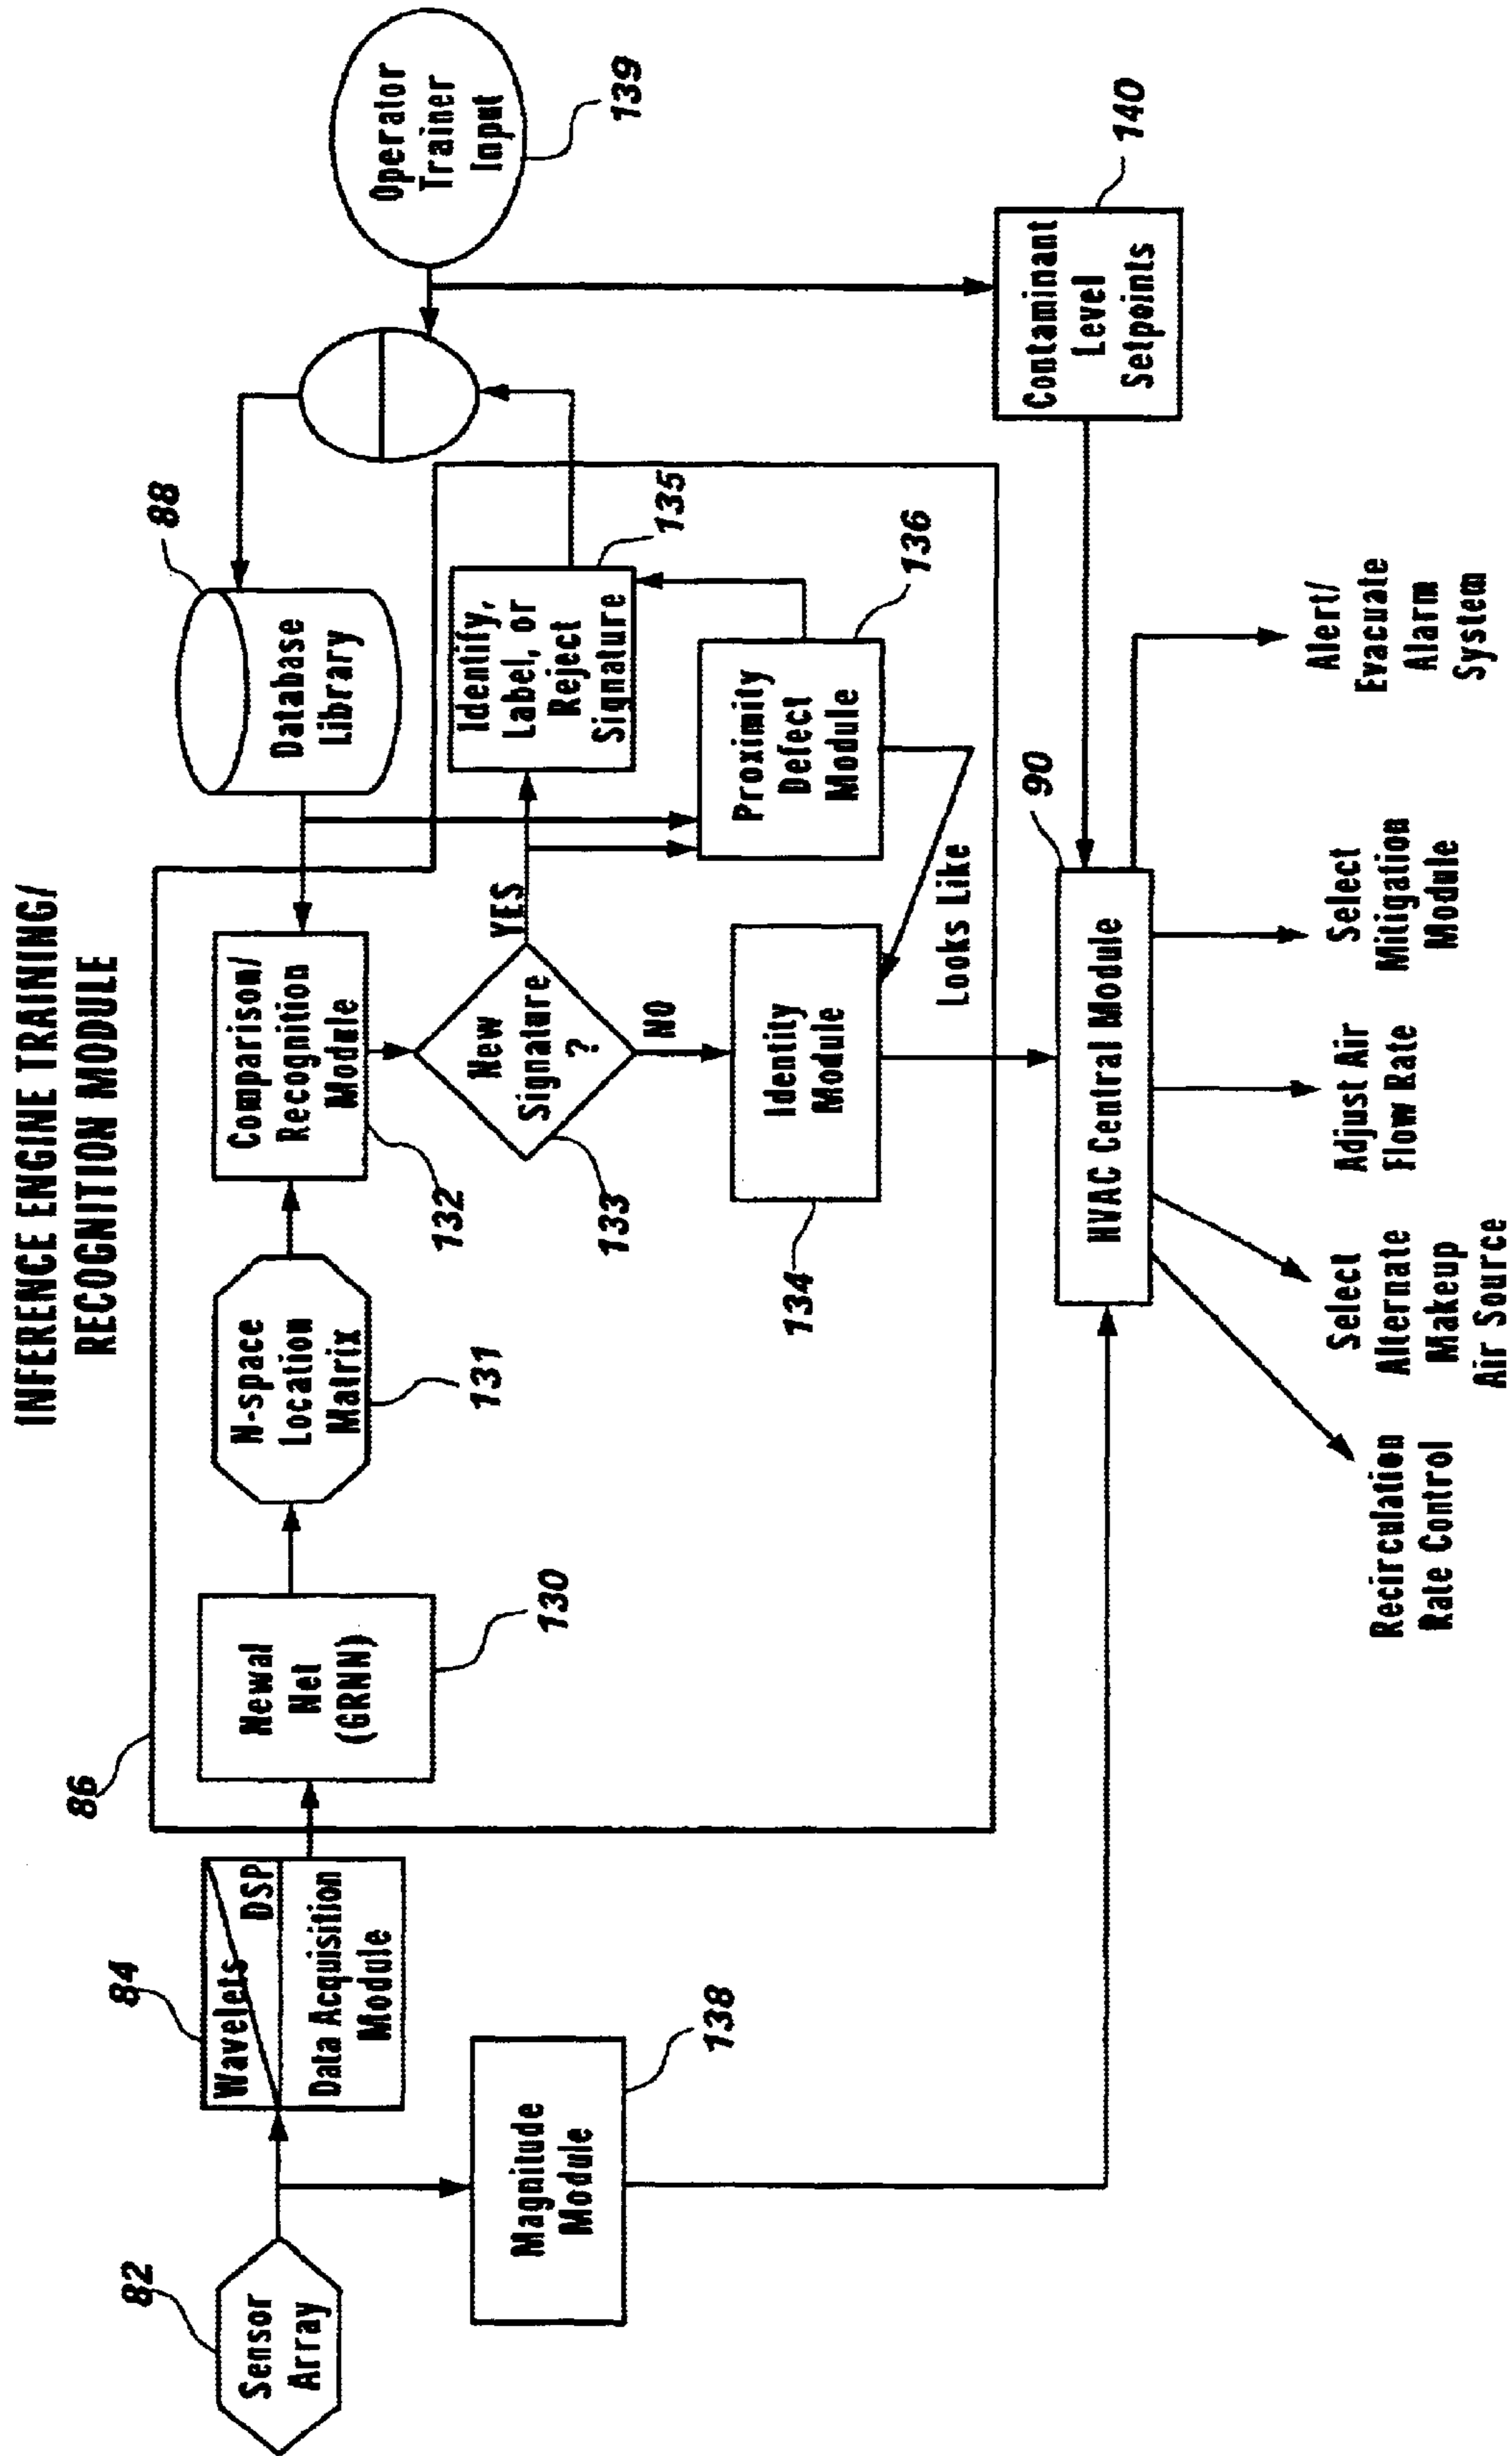 INFERENCE ENGINE TRAINING/
RECOGNITION MODULE
82
Sensor
Array
84
Wavelets
DSP
Data Acquisition
Module
138
Magnitude
Module
86
Newal
Net
(GRNN)
130
N-space
Location
Matrix
131
Comparison/
Recognition
Module
132
88
Database
Library
New
Signature
?
133
YES
NO
Identify,
Label, or
Reject
Signature
135
Proximity
Defect
Module
136
Identity
Module
134
Looks Like
Operator
Trainer
Input
139
Contaminant
Level
Setpoints
140
90
HVAC Central Module
Recirculation
Rate Control
Select
Alternate
Makeup
Air Source
Adjust Air
Flow Rate
Select
Mitigation
Module
Alert/
Evacuate
Alarm
System